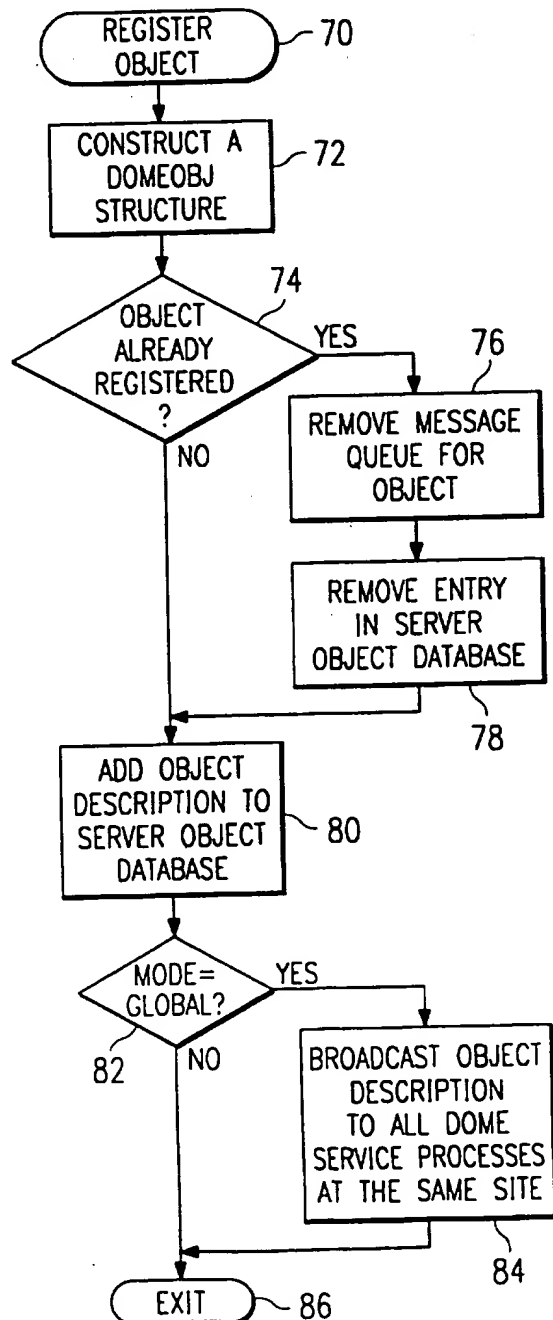 REGISTER
OBJECT
70
CONSTRUCT A
DOMEOBJ
STRUCTURE
72
74
OBJECT
ALREADY
REGISTERED
?
YES
NO
76
REMOVE MESSAGE
QUEUE FOR
OBJECT
REMOVE ENTRY
IN SERVER
OBJECT DATABASE
78
ADD OBJECT
DESCRIPTION TO
SERVER OBJECT
DATABASE
80
MODE=
GLOBAL?
YES
82
NO
BROADCAST OBJECT
DESCRIPTION
TO ALL DOME
SERVICE PROCESSES
AT THE SAME SITE
84
EXIT
86